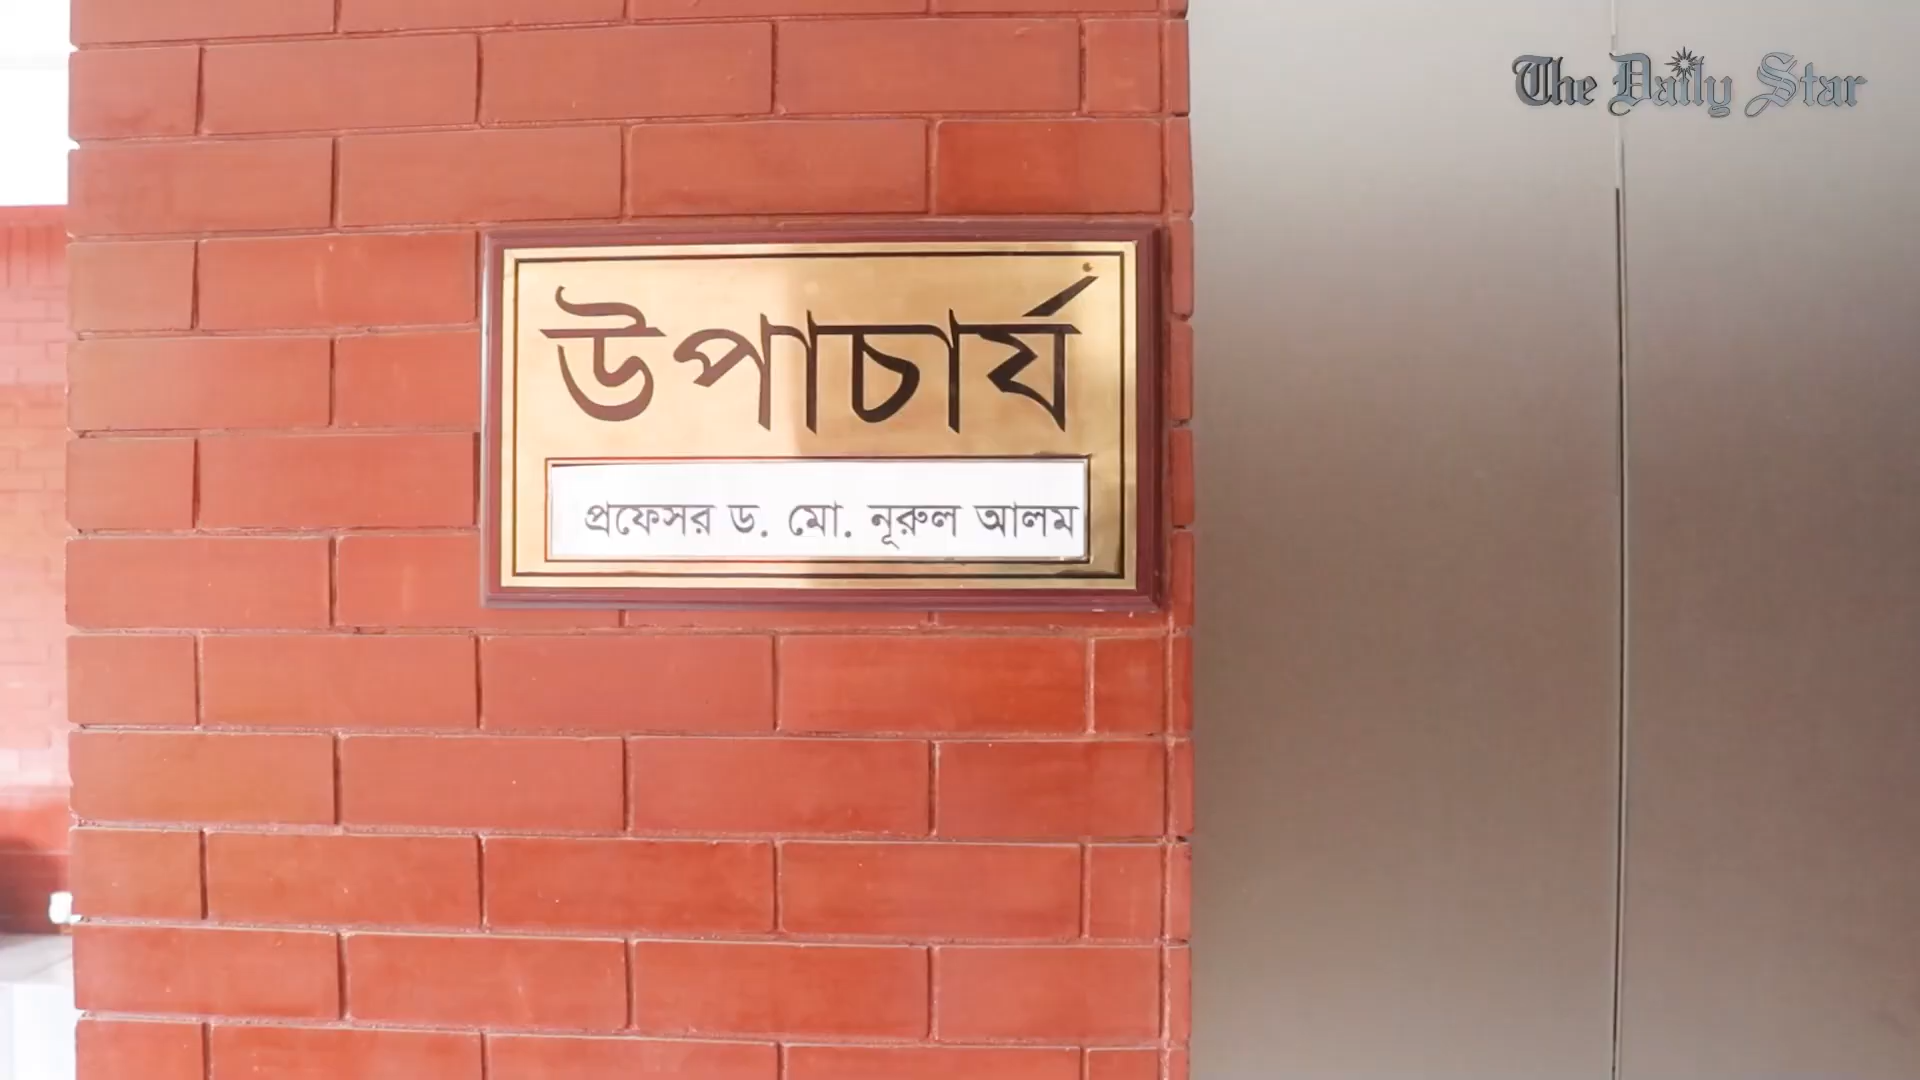 The Daily Star
উপাচার্য
প্রফেসর ড. মো. নূরুল আলম